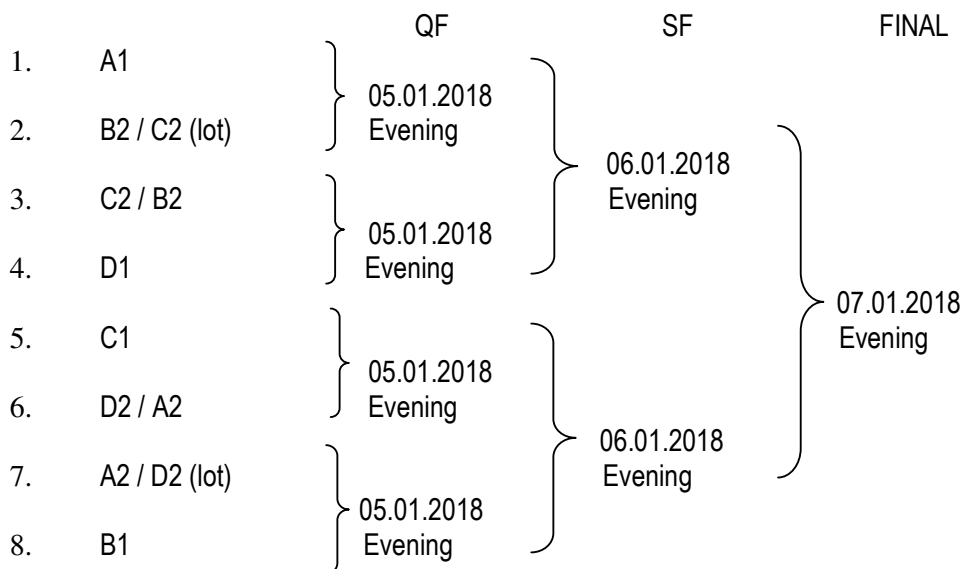 QF SF FINAL
1. A1
05.01.2018
2. B2 / C2 (lot) Evening
06.01.2018
3. C2 / B2 Evening
05.01.2018
4. D1 Evening
07.01.2018
5. C1 Evening
05.01.2018
6. D2 / A2 Evening
06.01.2018
7. A2 / D2 (lot) Evening
05.01.2018
8. B1 Evening